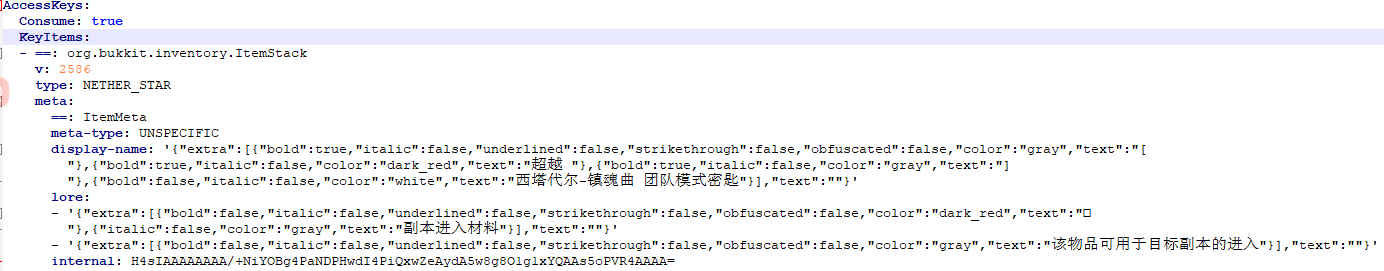 AccessKeys:
Consume: true
KeyItems:
- ==: org.bukkit.inventory.ItemStack
v: 2586
type: NETHER_STAR
meta:
==: ItemMeta
meta-type: UNSPECIFIC
display-name: '{"extra":[{"bold":true,"italic":false,"underlined":false,"strikethrough":false,"obfuscated":false,"color":"gray","text":"[
"},{"bold":true,"italic":false,"color":"dark_red","text":"超越 "},{"bold":true,"italic":false,"color":"gray","text":"]
"},{"bold":false,"italic":false,"color":"white","text":"西塔代尔-镇魂曲 团队模式密匙"}],"text":""}'
lore:
- '{"extra":[{"bold":false,"italic":false,"underlined":false,"strikethrough":false,"obfuscated":false,"color":"dark_red","text":"
"},{"italic":false,"color":"gray","text":"副本进入材料"}],"text":""}'
- '{"extra":[{"bold":false,"italic":false,"underlined":false,"strikethrough":false,"obfuscated":false,"color":"gray","text":"该物品可用于目标副本的进入"}],"text":""}'
internal: